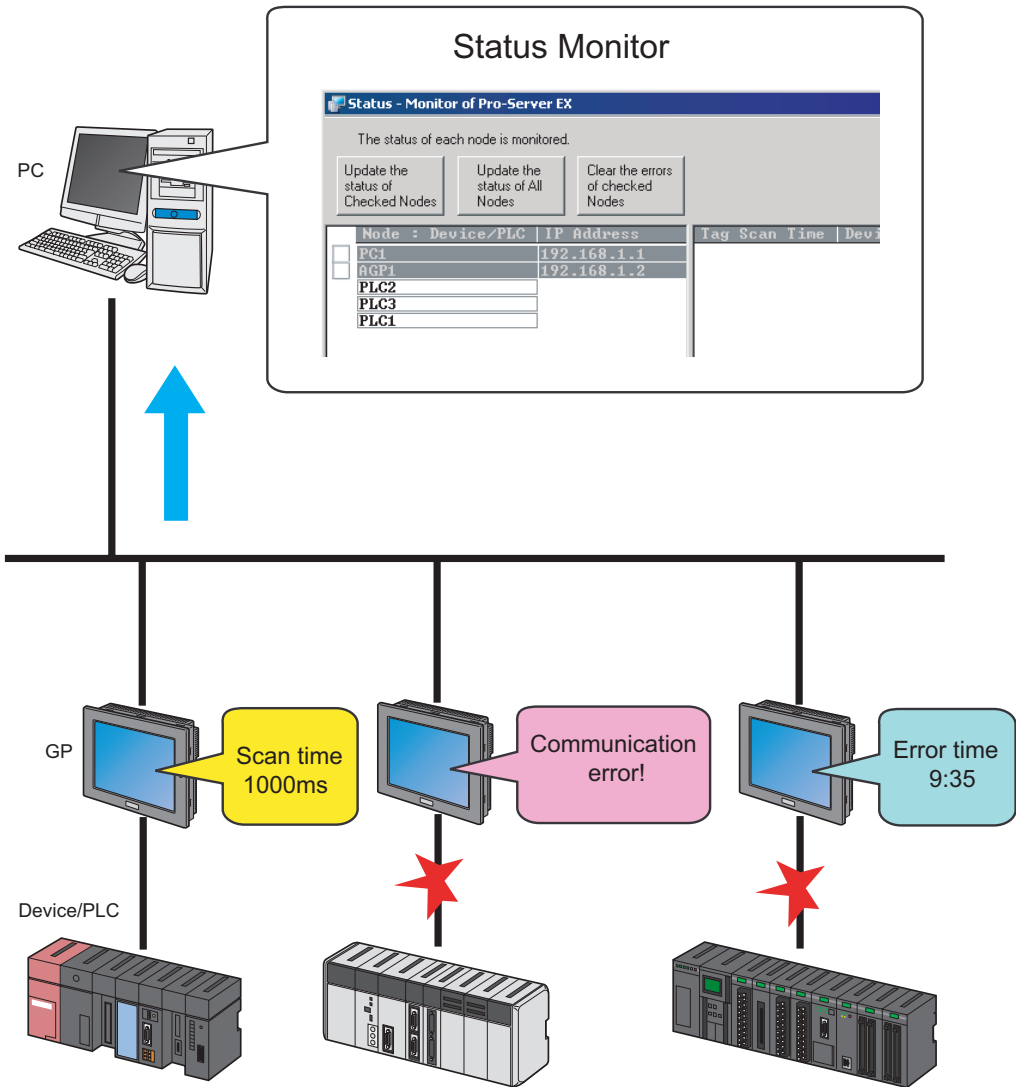 Status Monitor
Status - Monitor of Pro-Server EX
The status of each node is monitored.
Update the
status of
Checked Nodes
Update the
status of All
Nodes
Clear the errors
of checked
Nodes
Node : Device/PLC IP Address Tag Scan Time Devi
PC1 192.168.1.1
AGP1 192.168.1.2
PLC2
PLC3
PLC1
PC
GP
Scan time
1000ms
Communication
error!
Error time
9:35
Device/PLC